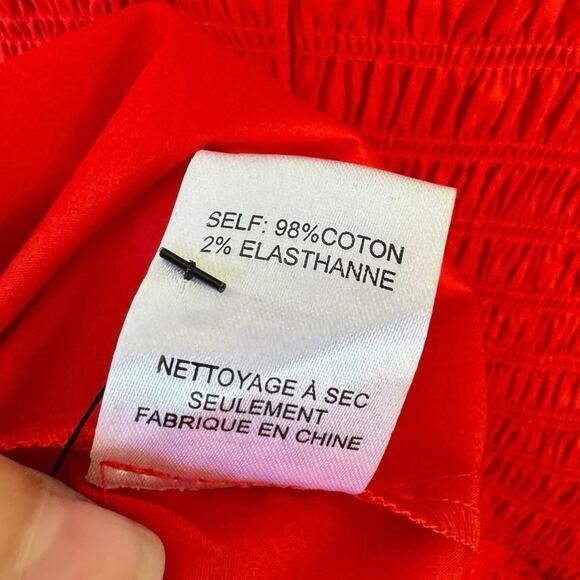 SELF: 98%COTON
2% ELASTHANNE
NETTOYAGE À SEC
SEULEMENT
FABRIQUE EN CHINE